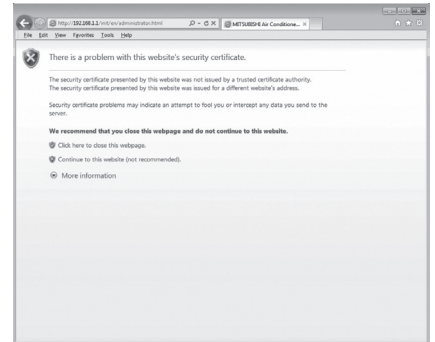 http://192.168.1.1/mit/en/administrator.html
MITSUBISHI Air Conditione...
File Edit View Favorites Tools Help
There is a problem with this website's security certificate.
The security certificate presented by this website was not issued by a trusted certificate authority.
The security certificate presented by this website was issued for a different website's address.
Security certificate problems may indicate an attempt to fool you or intercept any data you send to the
server.
We recommend that you close this webpage and do not continue to this website.
Click here to close this webpage.
Continue to this website (not recommended).
More information